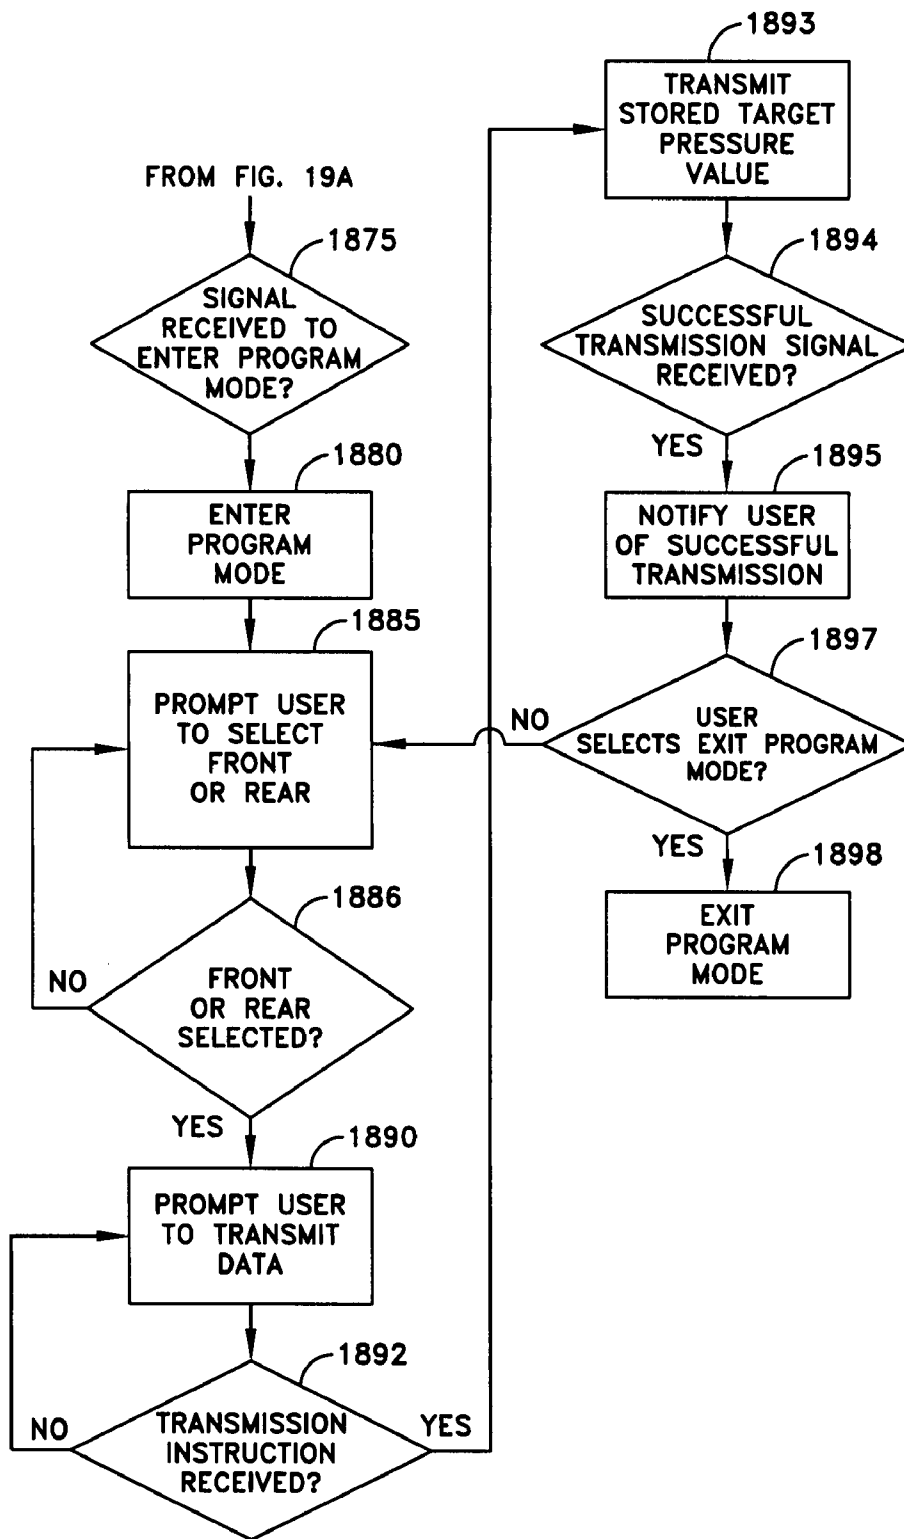 FROM FIG. 19A
1875
SIGNAL
RECEIVED TO
ENTER PROGRAM
MODE?
1880
ENTER
PROGRAM
MODE
1885
PROMPT USER
TO SELECT
FRONT
OR REAR
1886
FRONT
OR REAR
SELECTED?
NO
YES
1890
PROMPT USER
TO TRANSMIT
DATA
1892
TRANSMISSION
INSTRUCTION
RECEIVED?
NO
YES
1893
TRANSMIT
STORED TARGET
PRESSURE
VALUE
1894
SUCCESSFUL
TRANSMISSION SIGNAL
RECEIVED?
YES
1895
NOTIFY USER
OF SUCCESSFUL
TRANSMISSION
1897
USER
SELECTS EXIT PROGRAM
MODE?
NO
YES
1898
EXIT
PROGRAM
MODE